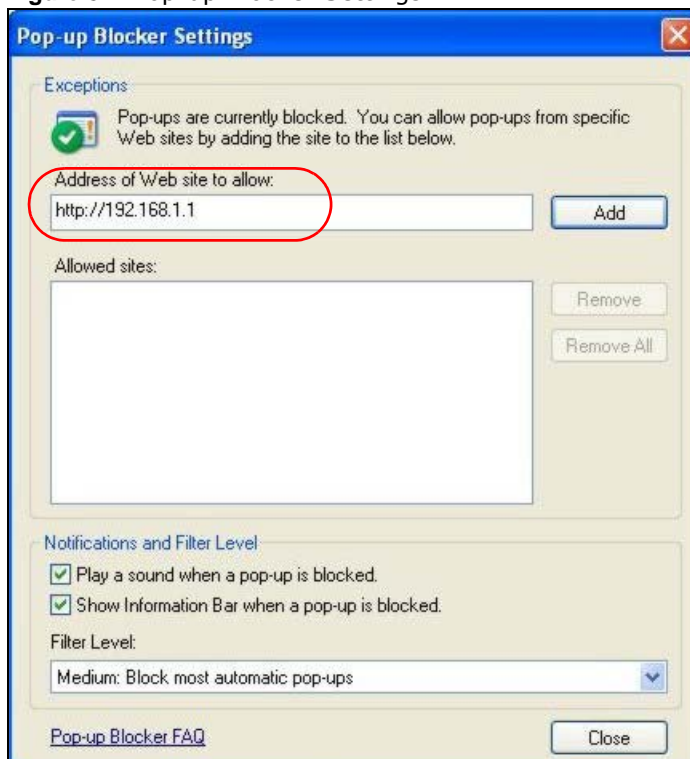 Pop-up Blocker Settings
Exceptions
Pop-ups are currently blocked. You can allow pop-ups from specific
Web sites by adding the site to the list below.
Address of Web site to allow:
http://192.168.1.1
Add
Allowed sites:
Remove
Remove All
Notifications and Filter Level
Play a sound when a pop-up is blocked.
Show Information Bar when a pop-up is blocked.
Filter Level:
Medium: Block most automatic pop-ups
Pop-up Blocker FAQ
Close